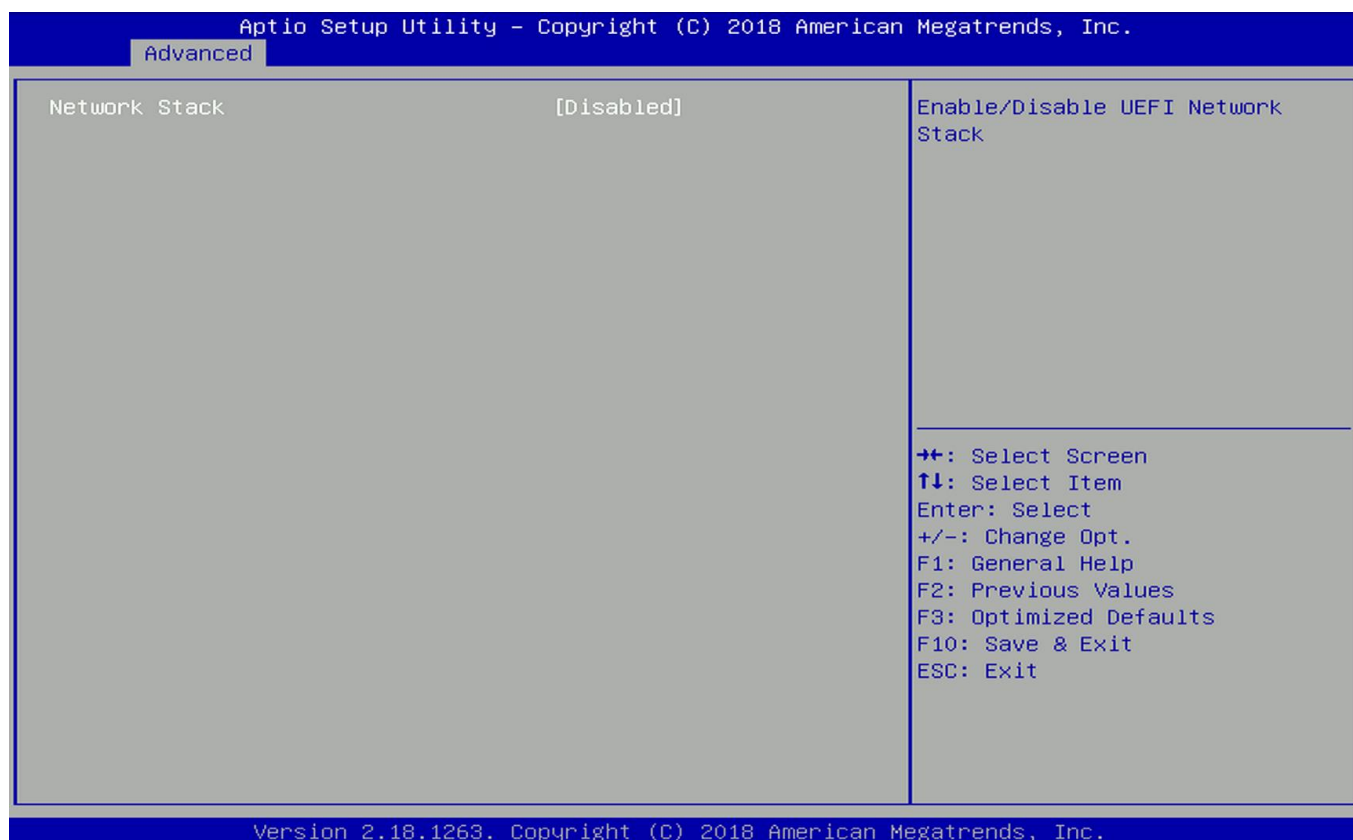 Aptio Setup Utility – Copyright (C) 2018 American Megatrends, Inc.
Advanced
Network Stack [Disabled]
Enable/Disable UEFI Network
Stack
→←: Select Screen
↑↓: Select Item
Enter: Select
+/-: Change Opt.
F1: General Help
F2: Previous Values
F3: Optimized Defaults
F10: Save & Exit
ESC: Exit
Version 2.18.1263. Copyright (C) 2018 American Megatrends, Inc.